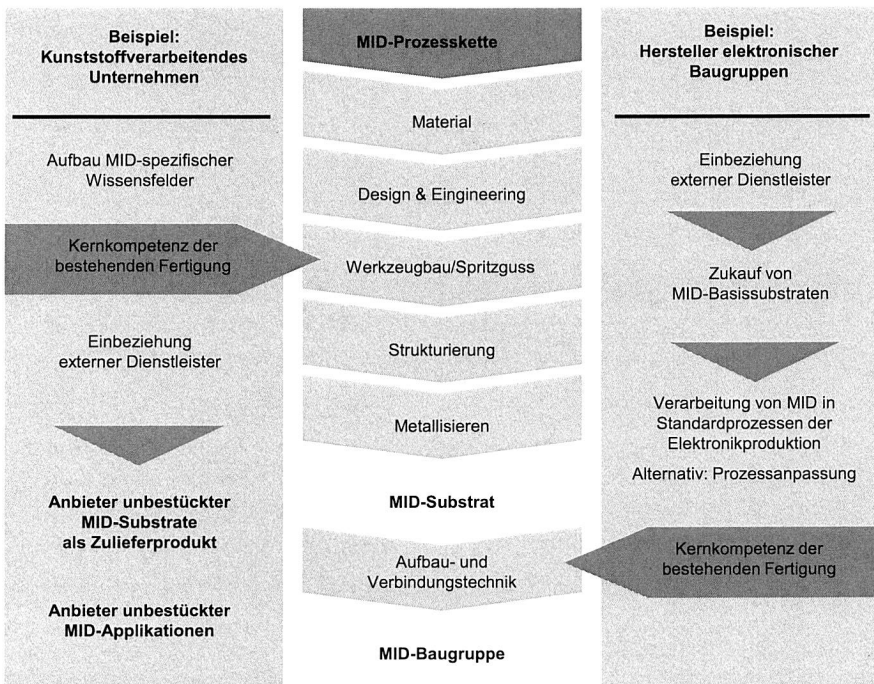 Beispiel:
Kunststoffverarbeitendes
Unternehmen
Aufbau MID-spezifischer
Wissensfelder
Kernkompetenz der
bestehenden Fertigung
Einbeziehung
externer Dienstleister
Anbieter unbestückter
MID-Substrate
als Zulieferprodukt
Anbieter unbestückter
MID-Applikationen
MID-Prozesskette
Material
Design & Eingineering
Werkzeugbau/Spritzguss
Strukturierung
Metallisieren
MID-Substrat
Aufbau- und
Verbindungstechnik
MID-Baugruppe
Beispiel:
Hersteller elektronischer
Baugruppen
Einbeziehung
externer Dienstleister
Zukauf von
MID-Basissubstraten
Verarbeitung von MID in
Standardprozessen der
Elektronikproduktion
Alternativ: Prozessanpassung
Kernkompetenz der
bestehenden Fertigung